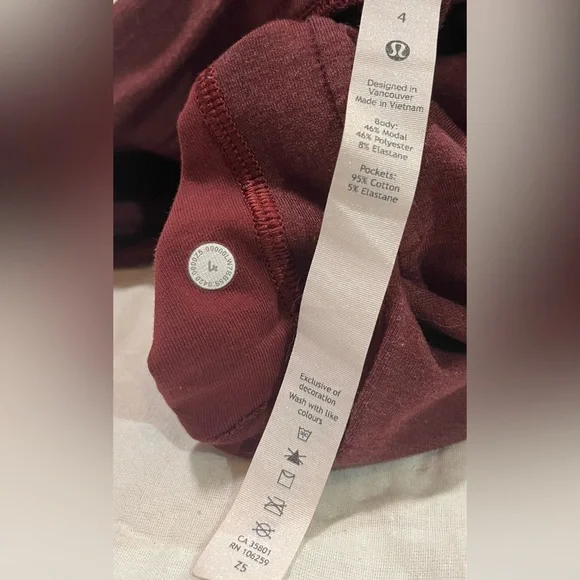 4
Designed in
Vancouver
Made in Vietnam
Body:
46% Modal
46% Polyester
8% Elastane
Pockets:
95% Cotton
5% Elastane
Exclusive of
decoration
Wash with like
colours
CA 35801
RN 106259
Z5
4